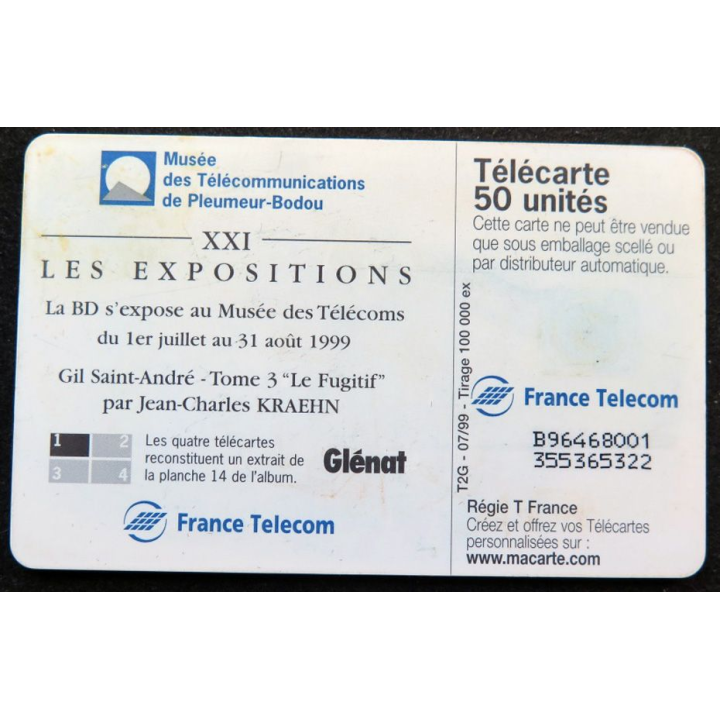 Musée
des Télécommunications
de Pleumeur-Bodou
XXI
LES EXPOSITIONS
La BD s'expose au Musée des Télécoms
du 1er juillet au 31 août 1999
Gil Saint-André - Tome 3 "Le Fugitif"
par Jean-Charles KRAEHN
1 2
3 4
Les quatre télécartes
reconstituent un extrait de
la planche 14 de l'album.
Glénat
France Telecom
T2G - 07/99 - Tirage 100 000 ex
Télécarte
50 unités
Cette carte ne peut être vendue
que sous emballage scellé ou
par distributeur automatique.
France Telecom
B96468001
355365322
Régie T France
Créez et offrez vos Télécartes
personnalisées sur :
www.macarte.com